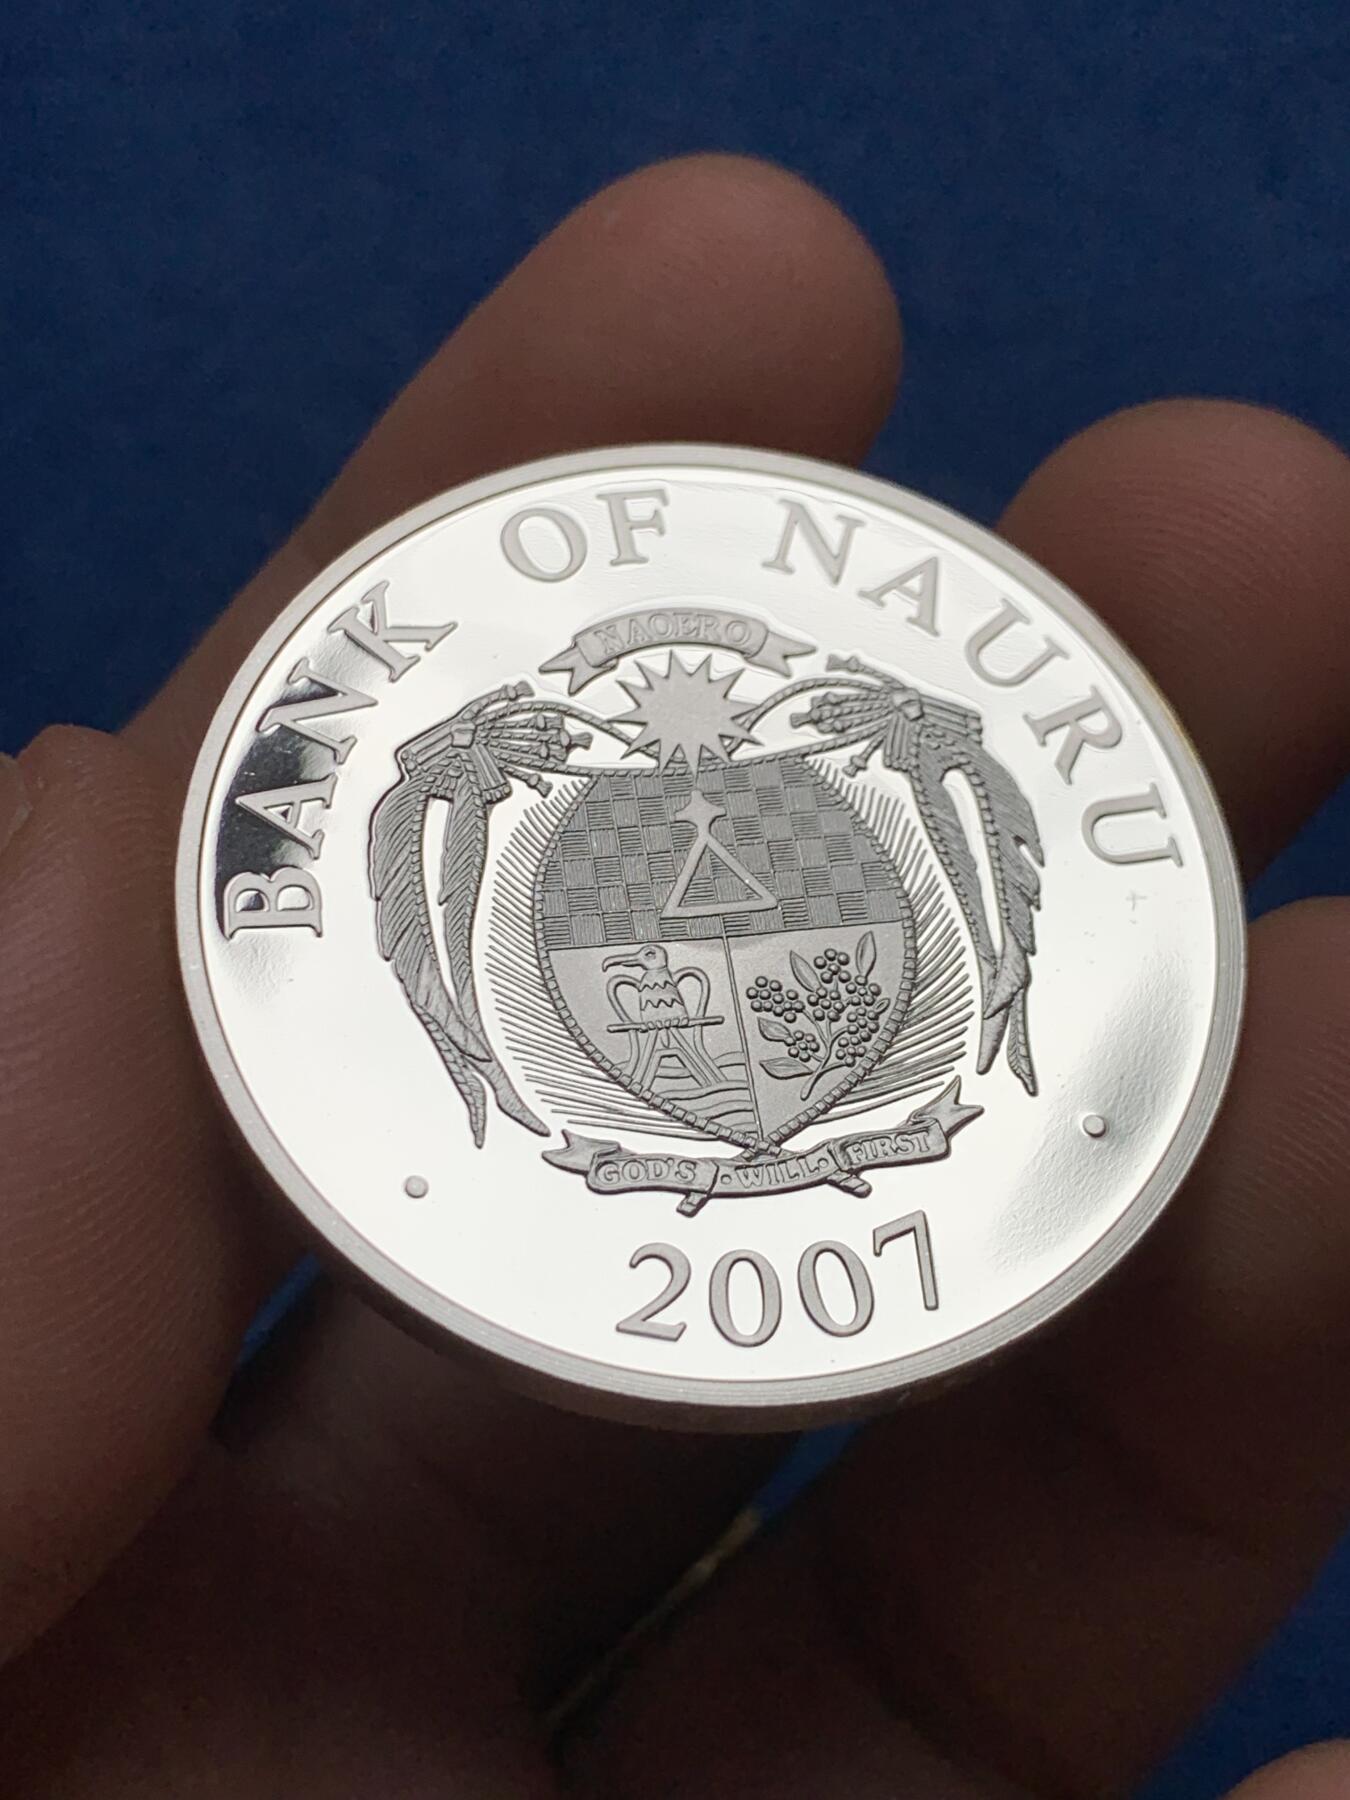 BANK OF NAURU
NAOERO
GOD'S · WILL · FIRST
2007